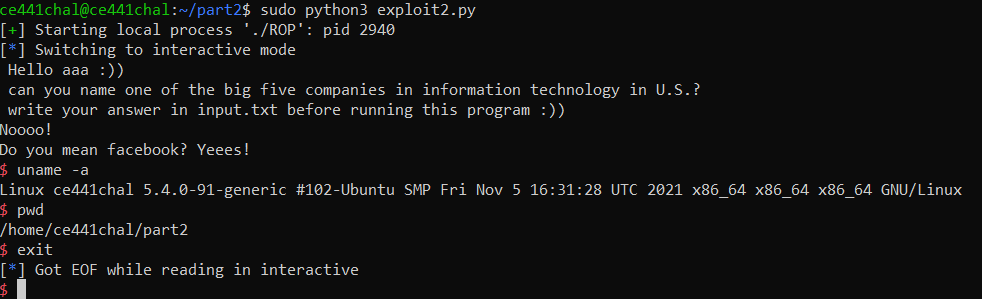 ce441chal@ce441chal:~/part2$ sudo python3 exploit2.py
[+] Starting local process './ROP': pid 2940
[*] Switching to interactive mode
 Hello aaa :))
 can you name one of the big five companies in information technology in U.S.?
 write your answer in input.txt before running this program :))
Noooo!
Do you mean facebook? Yeees!
$ uname -a
Linux ce441chal 5.4.0-91-generic #102-Ubuntu SMP Fri Nov 5 16:31:28 UTC 2021 x86_64 x86_64 x86_64 GNU/Linux
$ pwd
/home/ce441chal/part2
$ exit
[*] Got EOF while reading in interactive
$